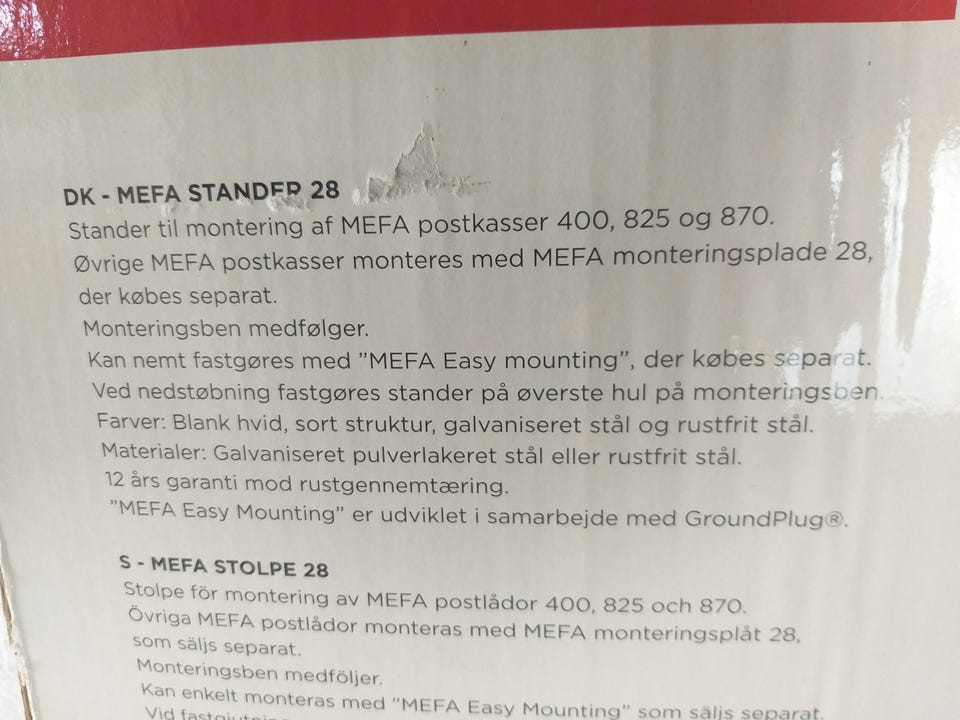 DK - MEFA STANDER 28
Stander til montering af MEFA postkasser 400, 825 og 870.
Øvrige MEFA postkasser monteres med MEFA monteringsplade 28,
der købes separat.
Monteringsben medfølger.
Kan nemt fastgøres med ”MEFA Easy mounting”, der købes separat.
Ved nedstøbning fastgøres stander på øverste hul på monteringsben.
Farver: Blank hvid, sort struktur, galvaniseret stål og rustfrit stål.
Materialer: Galvaniseret pulverlakeret stål eller rustfrit stål.
12 års garanti mod rustgennemtæring.
”MEFA Easy Mounting” er udviklet i samarbejde med GroundPlug®.
S - MEFA STOLPE 28
Stolpe för montering av MEFA postlådor 400, 825 och 870.
Övriga MEFA postlådor monteras med MEFA monteringsplåt 28,
som säljs separat.
Monteringsben medföljer.
Kan enkelt monteras med ”MEFA Easy Mounting” som säljs separat.
Vid